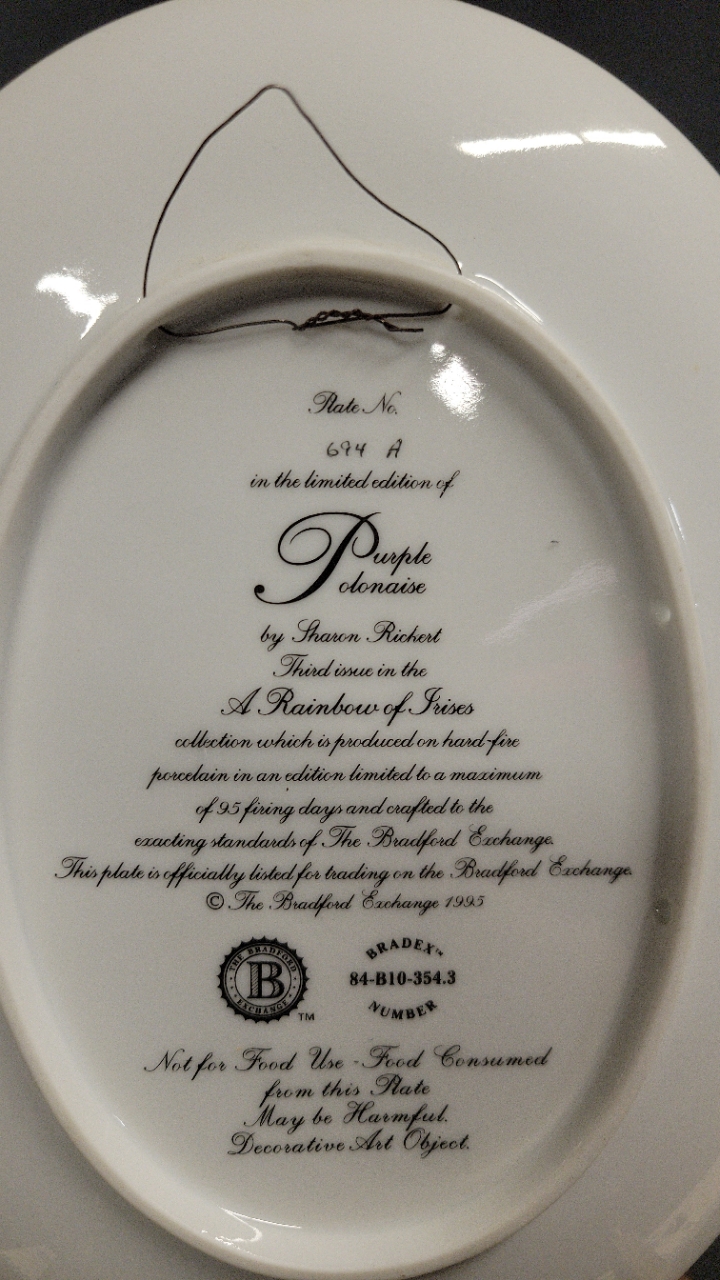 Plate No.
694 A
in the limited edition of
Purple
Polonaise
by Sharon Rickert
Third issue in the
A Rainbow of Irises
collection which is produced on hard-fire
porcelain in an edition limited to a maximum
of 95 firing days and crafted to the
exacting standards of The Bradford Exchange.
This plate is officially listed for trading on the Bradford Exchange.
© The Bradford Exchange 1995
THE BRADFORD
B
EXCHANGE
TM
BRADEX™
84-B10-354.3
NUMBER
Not for Food Use - Food Consumed
from this Plate
May be Harmful.
Decorative Art Object.